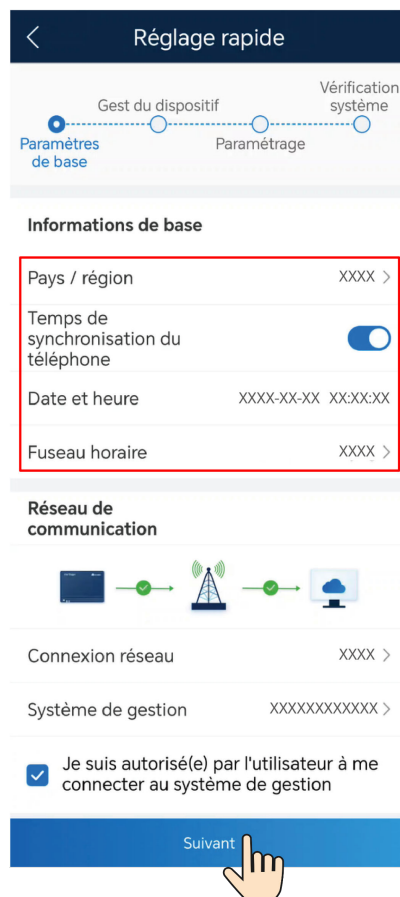 Réglage rapide
Vérification
système
Gest du dispositif
Paramètres
de base
Paramétrage
Informations de base
Pays / région XXXX >
Temps de
synchronisation du
téléphone
Date et heure XXXX-XX-XX XX:XX:XX
Fuseau horaire XXXX >
Réseau de
communication
Connexion réseau XXXX >
Système de gestion XXXXXXXXXXXX >
Je suis autorisé(e) par l'utilisateur à me
connecter au système de gestion
Suivant